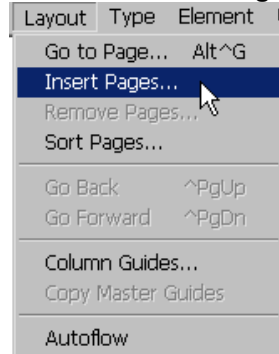 Layout Type Element
Go to Page... Alt^G
Insert Pages...
Remove Pages...
Sort Pages...
Go Back ^PgUp
Go Forward ^PgDn
Column Guides...
Copy Master Guides
Autoflow